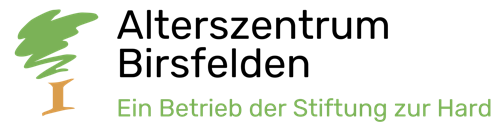 Alterszentrum
Birsfelden
Ein Betrieb der Stiftung zur Hard